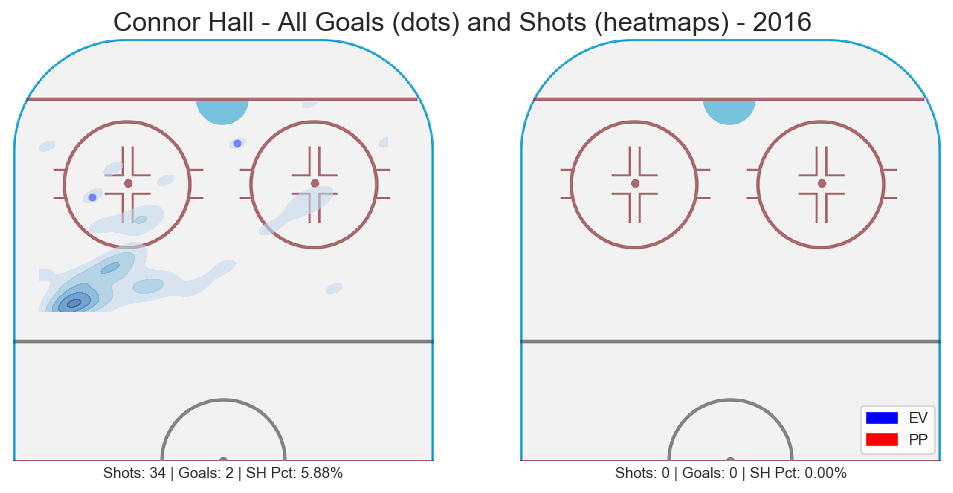 Connor Hall - All Goals (dots) and Shots (heatmaps) - 2016
EV
PP
Shots: 34 | Goals: 2 | SH Pct: 5.88%
Shots: 0 | Goals: 0 | SH Pct: 0.00%